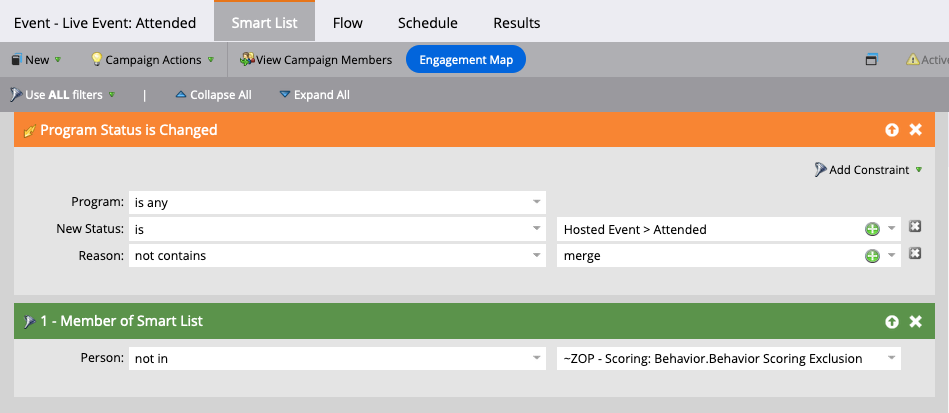 Event - Live Event: Attended Smart List Flow Schedule Results
New Campaign Actions View Campaign Members Engagement Map Active
Use ALL filters | Collapse All Expand All
Program Status is Changed
Add Constraint
Program: is any
New Status: is Hosted Event > Attended
Reason: not contains merge
1 - Member of Smart List
Person: not in ~ZOP - Scoring: Behavior.Behavior Scoring Exclusion